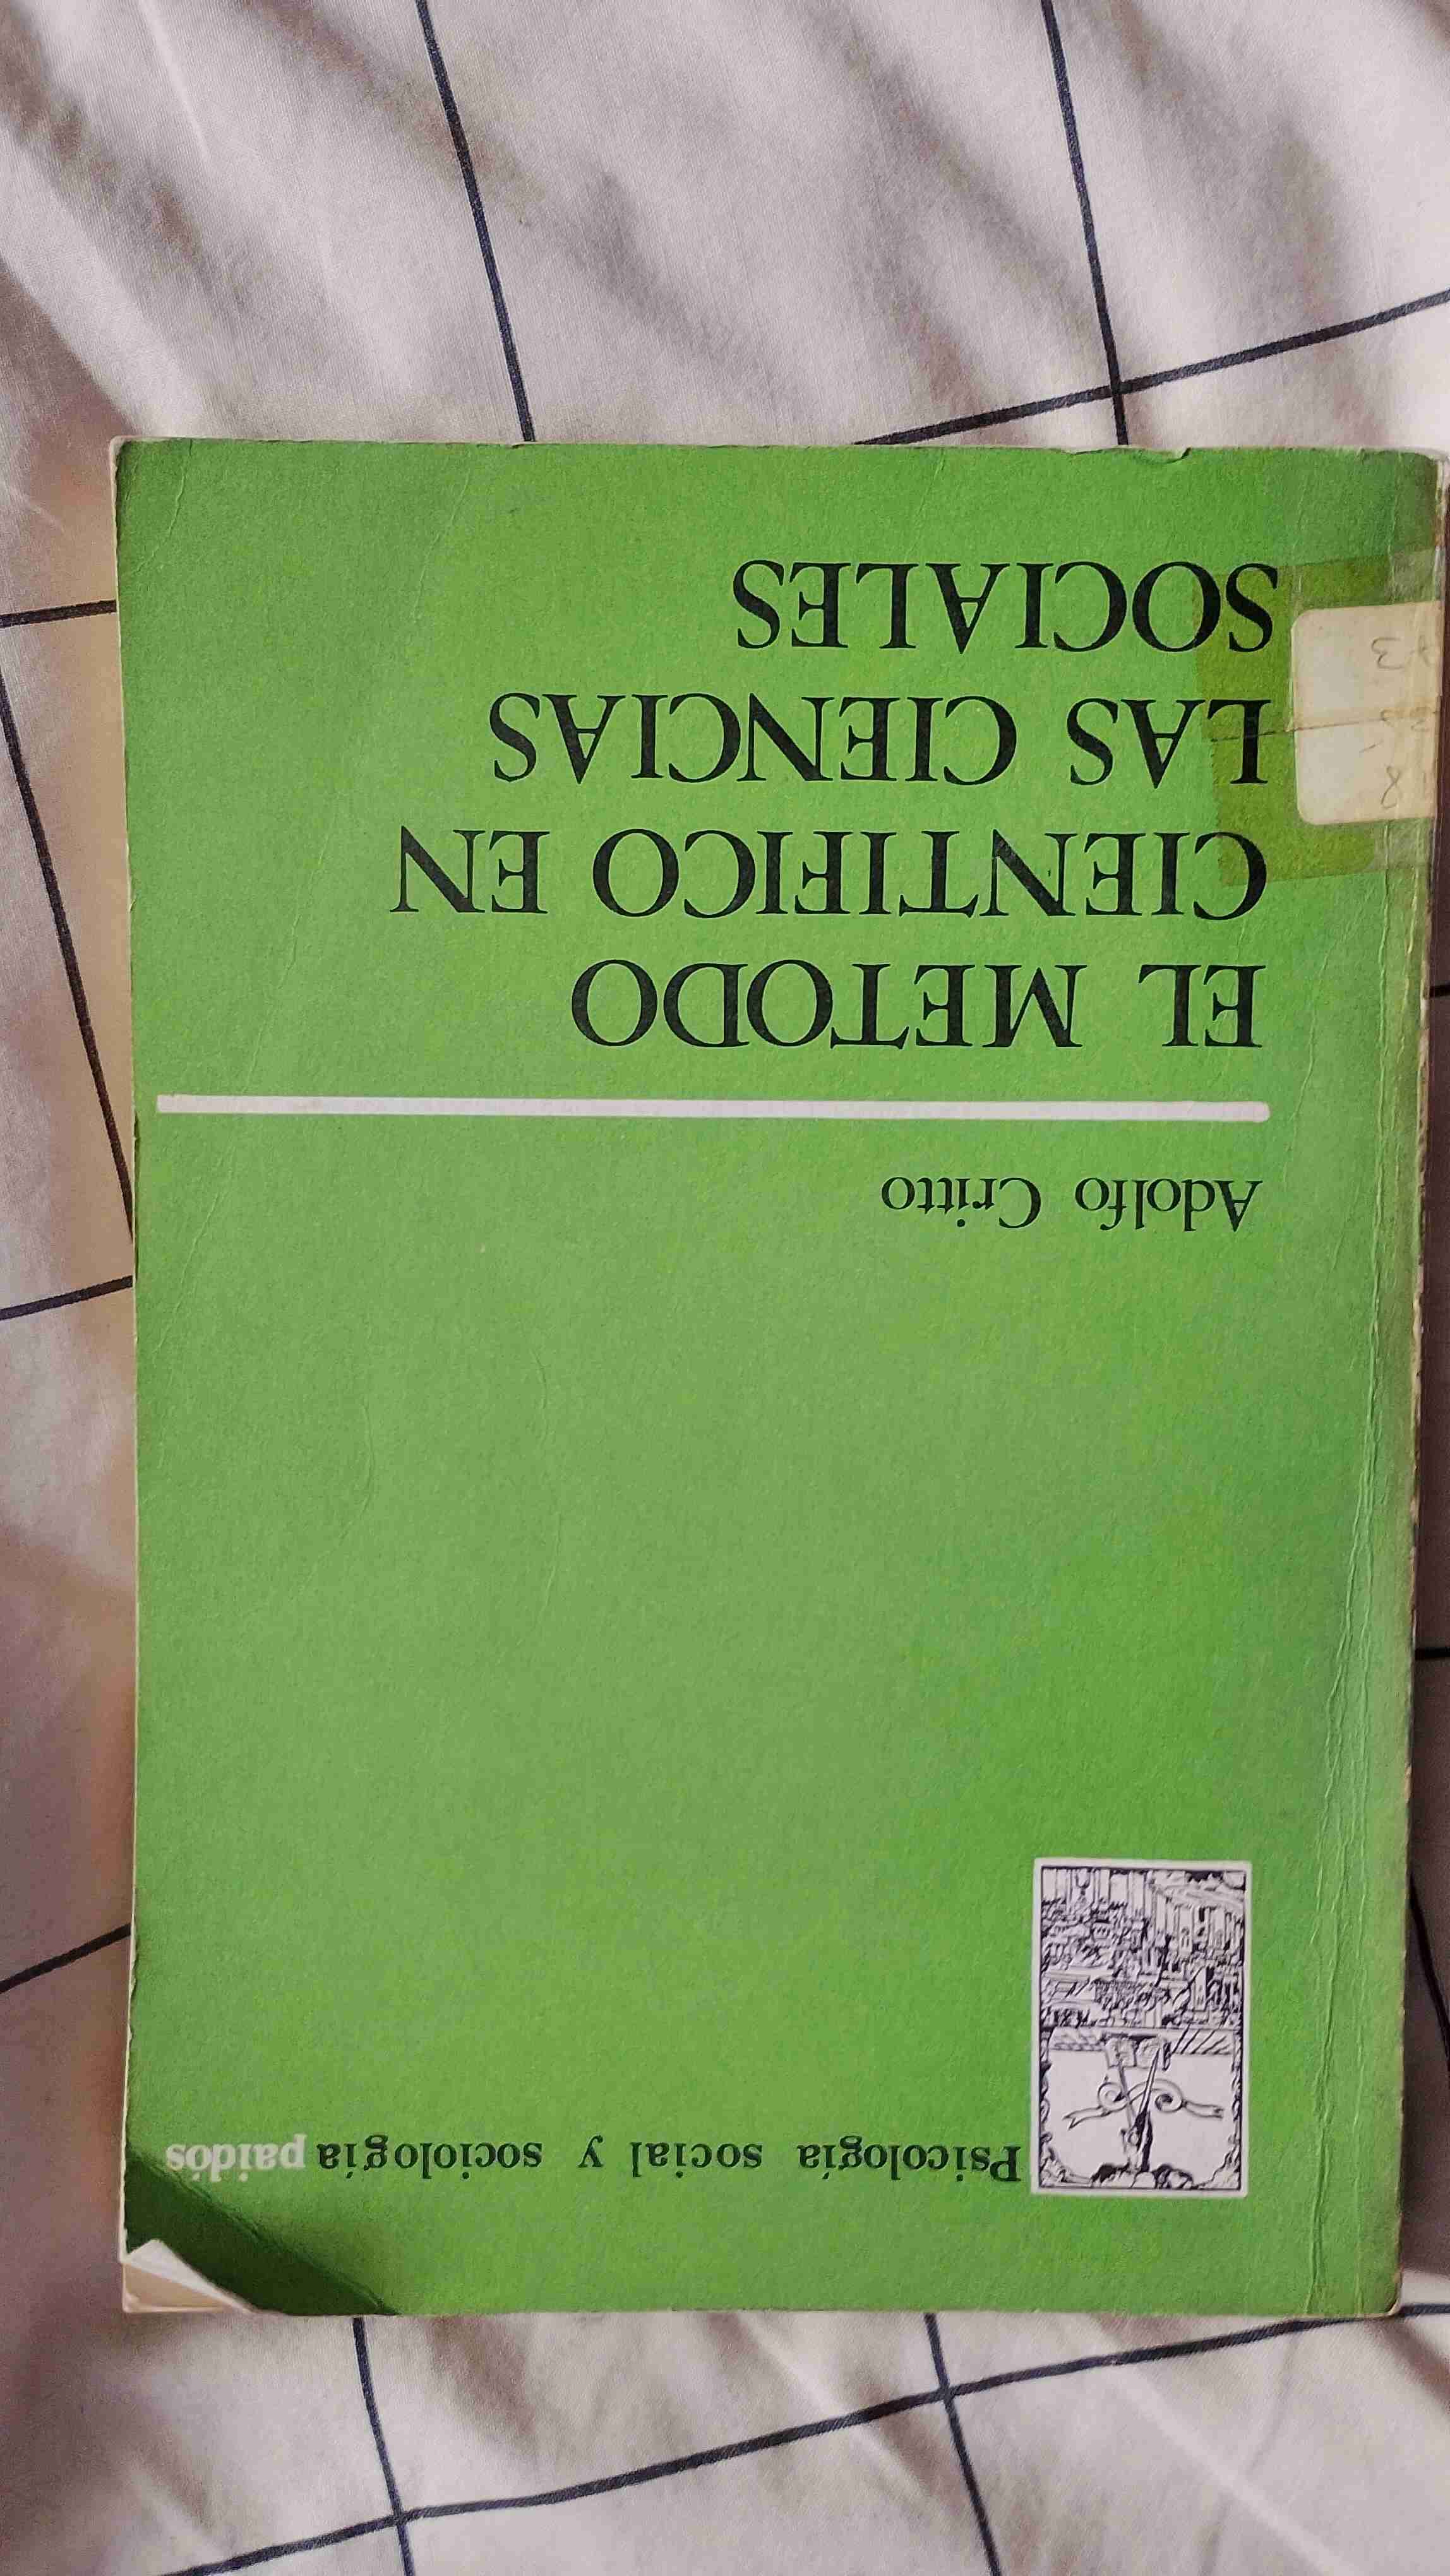 Psicología social y sociología paidós
Adolfo Critto
EL METODO
CIENTIFICO EN
LAS CIENCIAS
SOCIALES